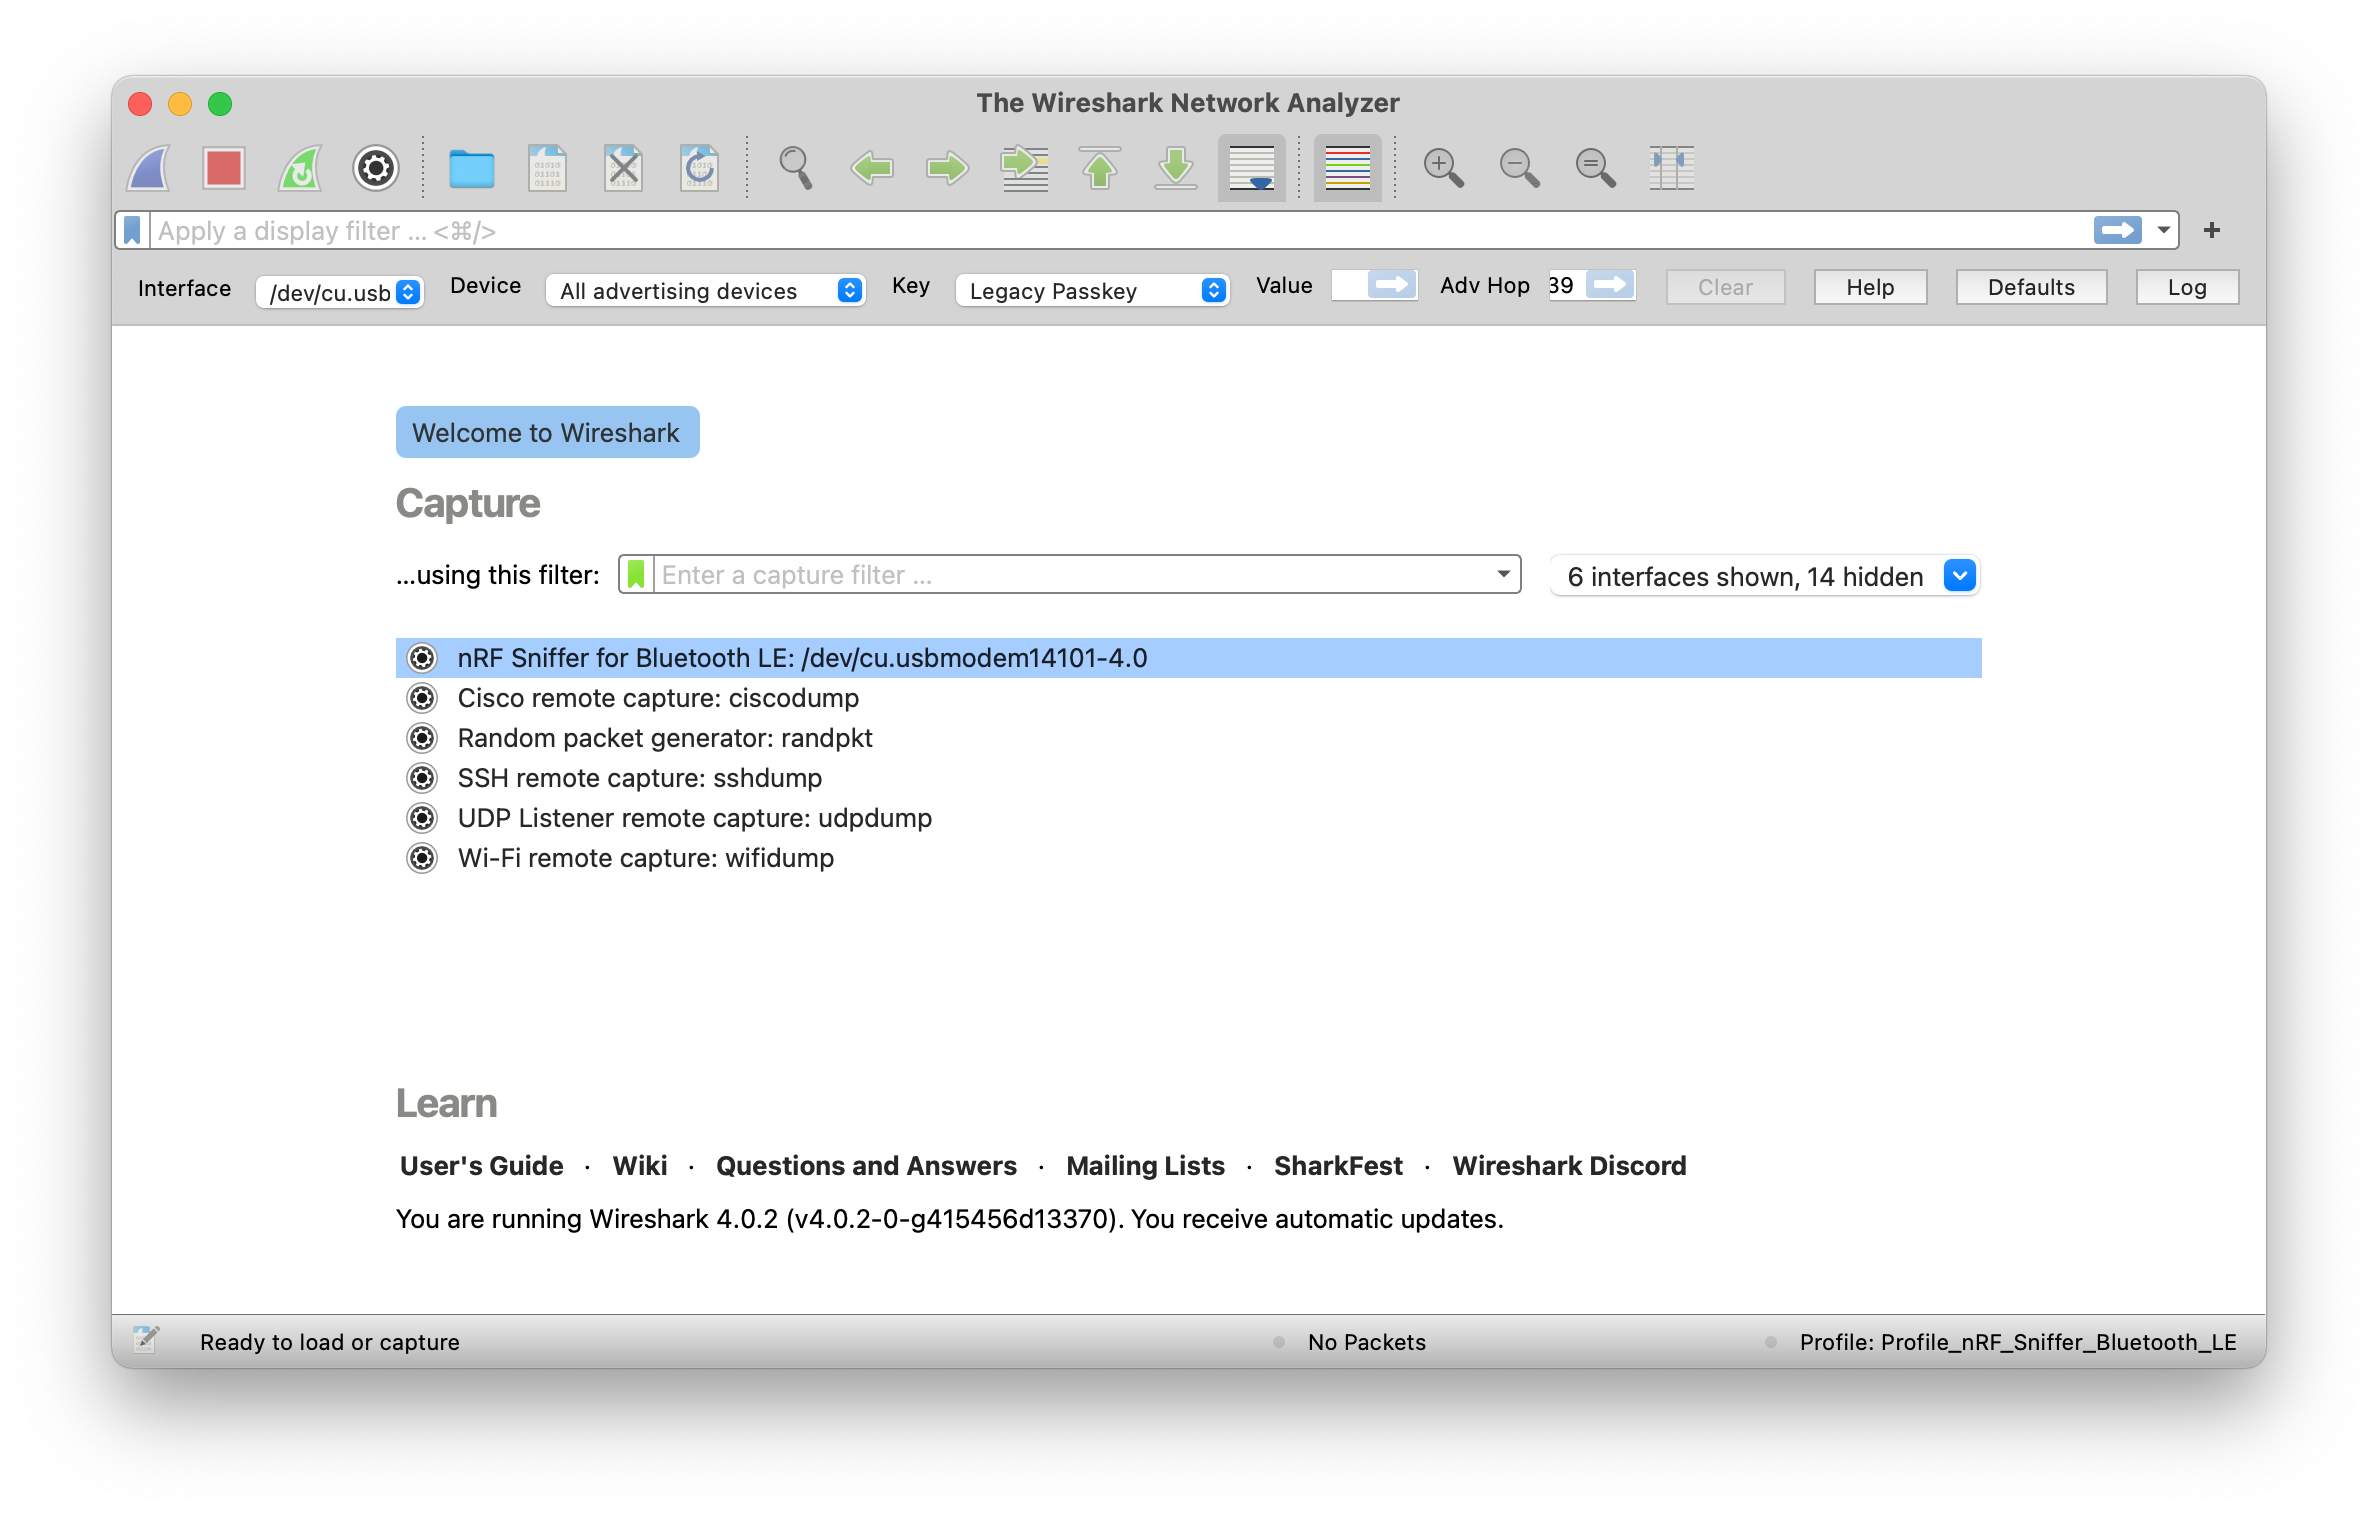 The Wireshark Network Analyzer
Apply a display filter ... <⌘/>
Interface /dev/cu.usb Device All advertising devices Key Legacy Passkey Value Adv Hop 39 Clear Help Defaults Log
Welcome to Wireshark
Capture
...using this filter: Enter a capture filter ... 6 interfaces shown, 14 hidden
nRF Sniffer for Bluetooth LE: /dev/cu.usbmodem14101-4.0
Cisco remote capture: ciscodump
Random packet generator: randpkt
SSH remote capture: sshdump
UDP Listener remote capture: udpdump
Wi-Fi remote capture: wifidump
Learn
User's Guide · Wiki · Questions and Answers · Mailing Lists · SharkFest · Wireshark Discord
You are running Wireshark 4.0.2 (v4.0.2-0-g415456d13370). You receive automatic updates.
Ready to load or capture No Packets Profile: Profile_nRF_Sniffer_Bluetooth_LE